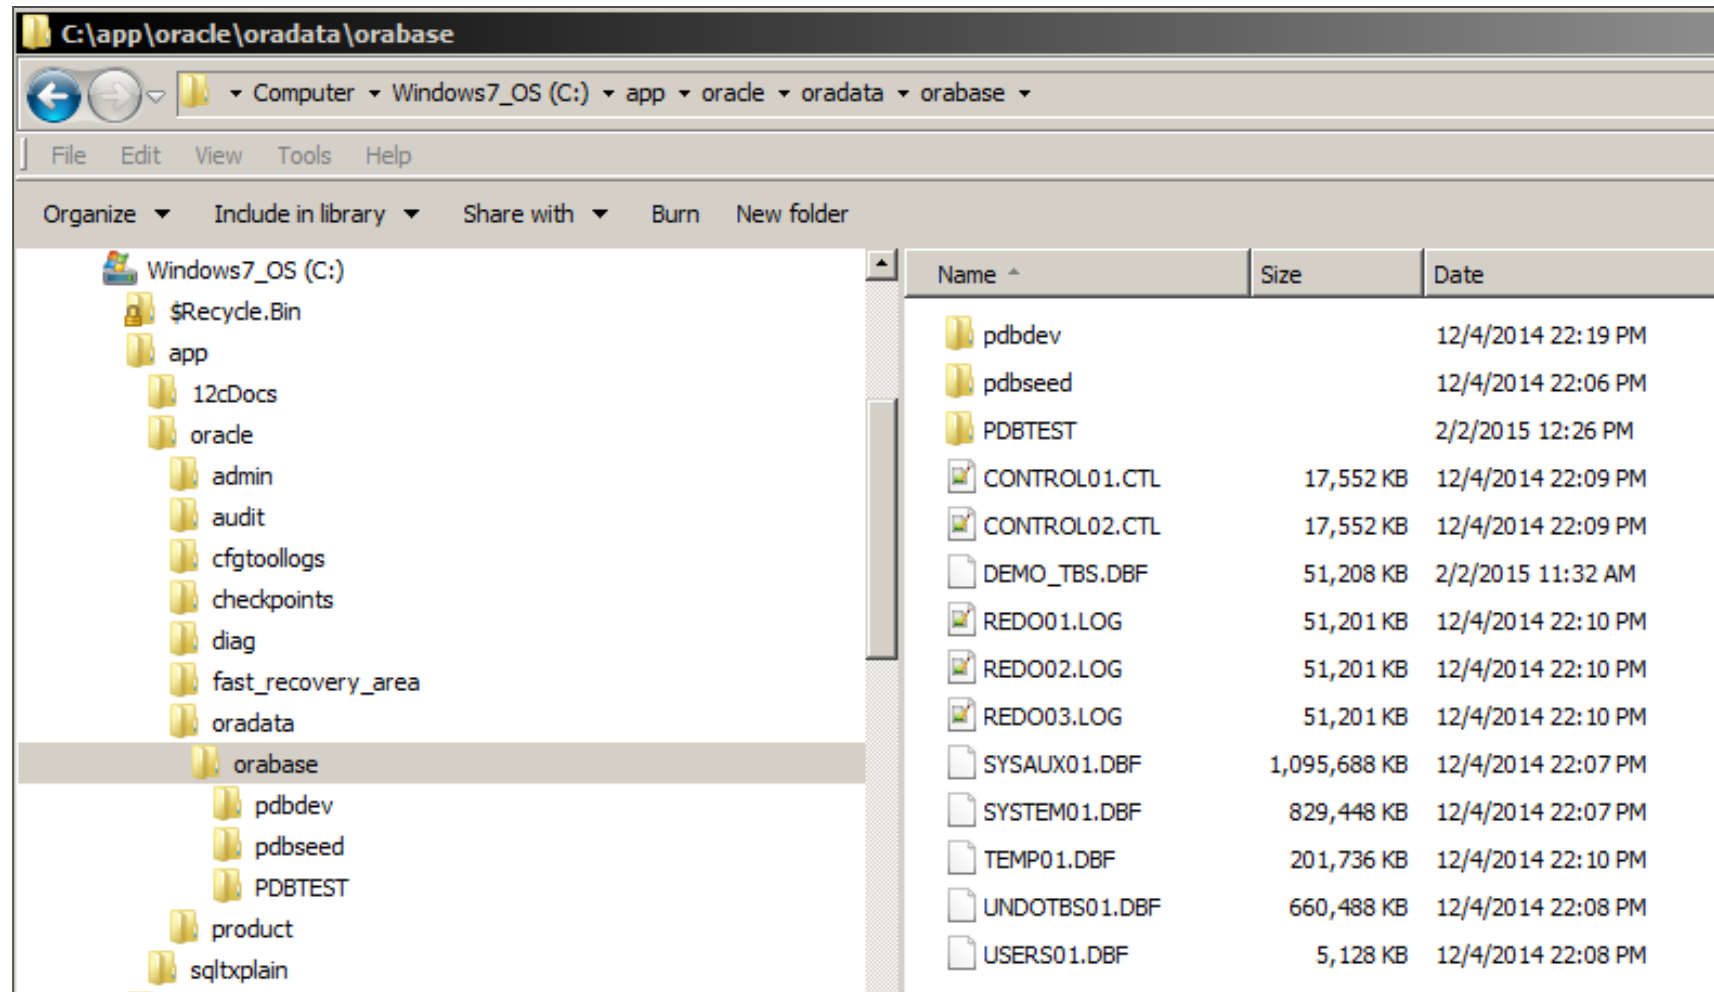 C:\app\oracle\oradata\orabase
Computer Windows7_OS (C:) app oracle oradata orabase
File Edit View Tools Help
Organize Include in library Share with Burn New folder
Windows7_OS (C:)
$Recycle.Bin
app
12cDocs
oracle
admin
audit
cfgtoollogs
checkpoints
diag
fast_recovery_area
oradata
orabase
pdbdev
pdbseed
PDBTEST
product
sqltxplain
Name Size Date
pdbdev 12/4/2014 22:19 PM
pdbseed 12/4/2014 22:06 PM
PDBTEST 2/2/2015 12:26 PM
CONTROL01.CTL 17,552 KB 12/4/2014 22:09 PM
CONTROL02.CTL 17,552 KB 12/4/2014 22:09 PM
DEMO_TBS.DBF 51,208 KB 2/2/2015 11:32 AM
REDO01.LOG 51,201 KB 12/4/2014 22:10 PM
REDO02.LOG 51,201 KB 12/4/2014 22:10 PM
REDO03.LOG 51,201 KB 12/4/2014 22:10 PM
SYSAUX01.DBF 1,095,688 KB 12/4/2014 22:07 PM
SYSTEM01.DBF 829,448 KB 12/4/2014 22:07 PM
TEMP01.DBF 201,736 KB 12/4/2014 22:10 PM
UNDOTBS01.DBF 660,488 KB 12/4/2014 22:08 PM
USERS01.DBF 5,128 KB 12/4/2014 22:08 PM